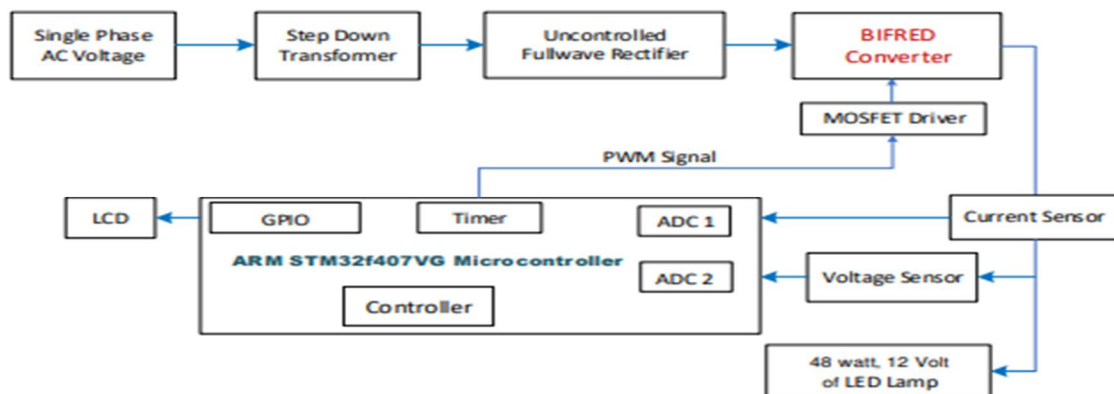 Single Phase
AC Voltage
Step Down
Transformer
Uncontrolled
Fullwave Rectifier
BIFRED
Converter
MOSFET Driver
PWM Signal
LCD
GPIO
Timer
ADC 1
Current Sensor
ARM STM32f407VG Microcontroller
ADC 2
Voltage Sensor
Controller
48 watt, 12 Volt
of LED Lamp